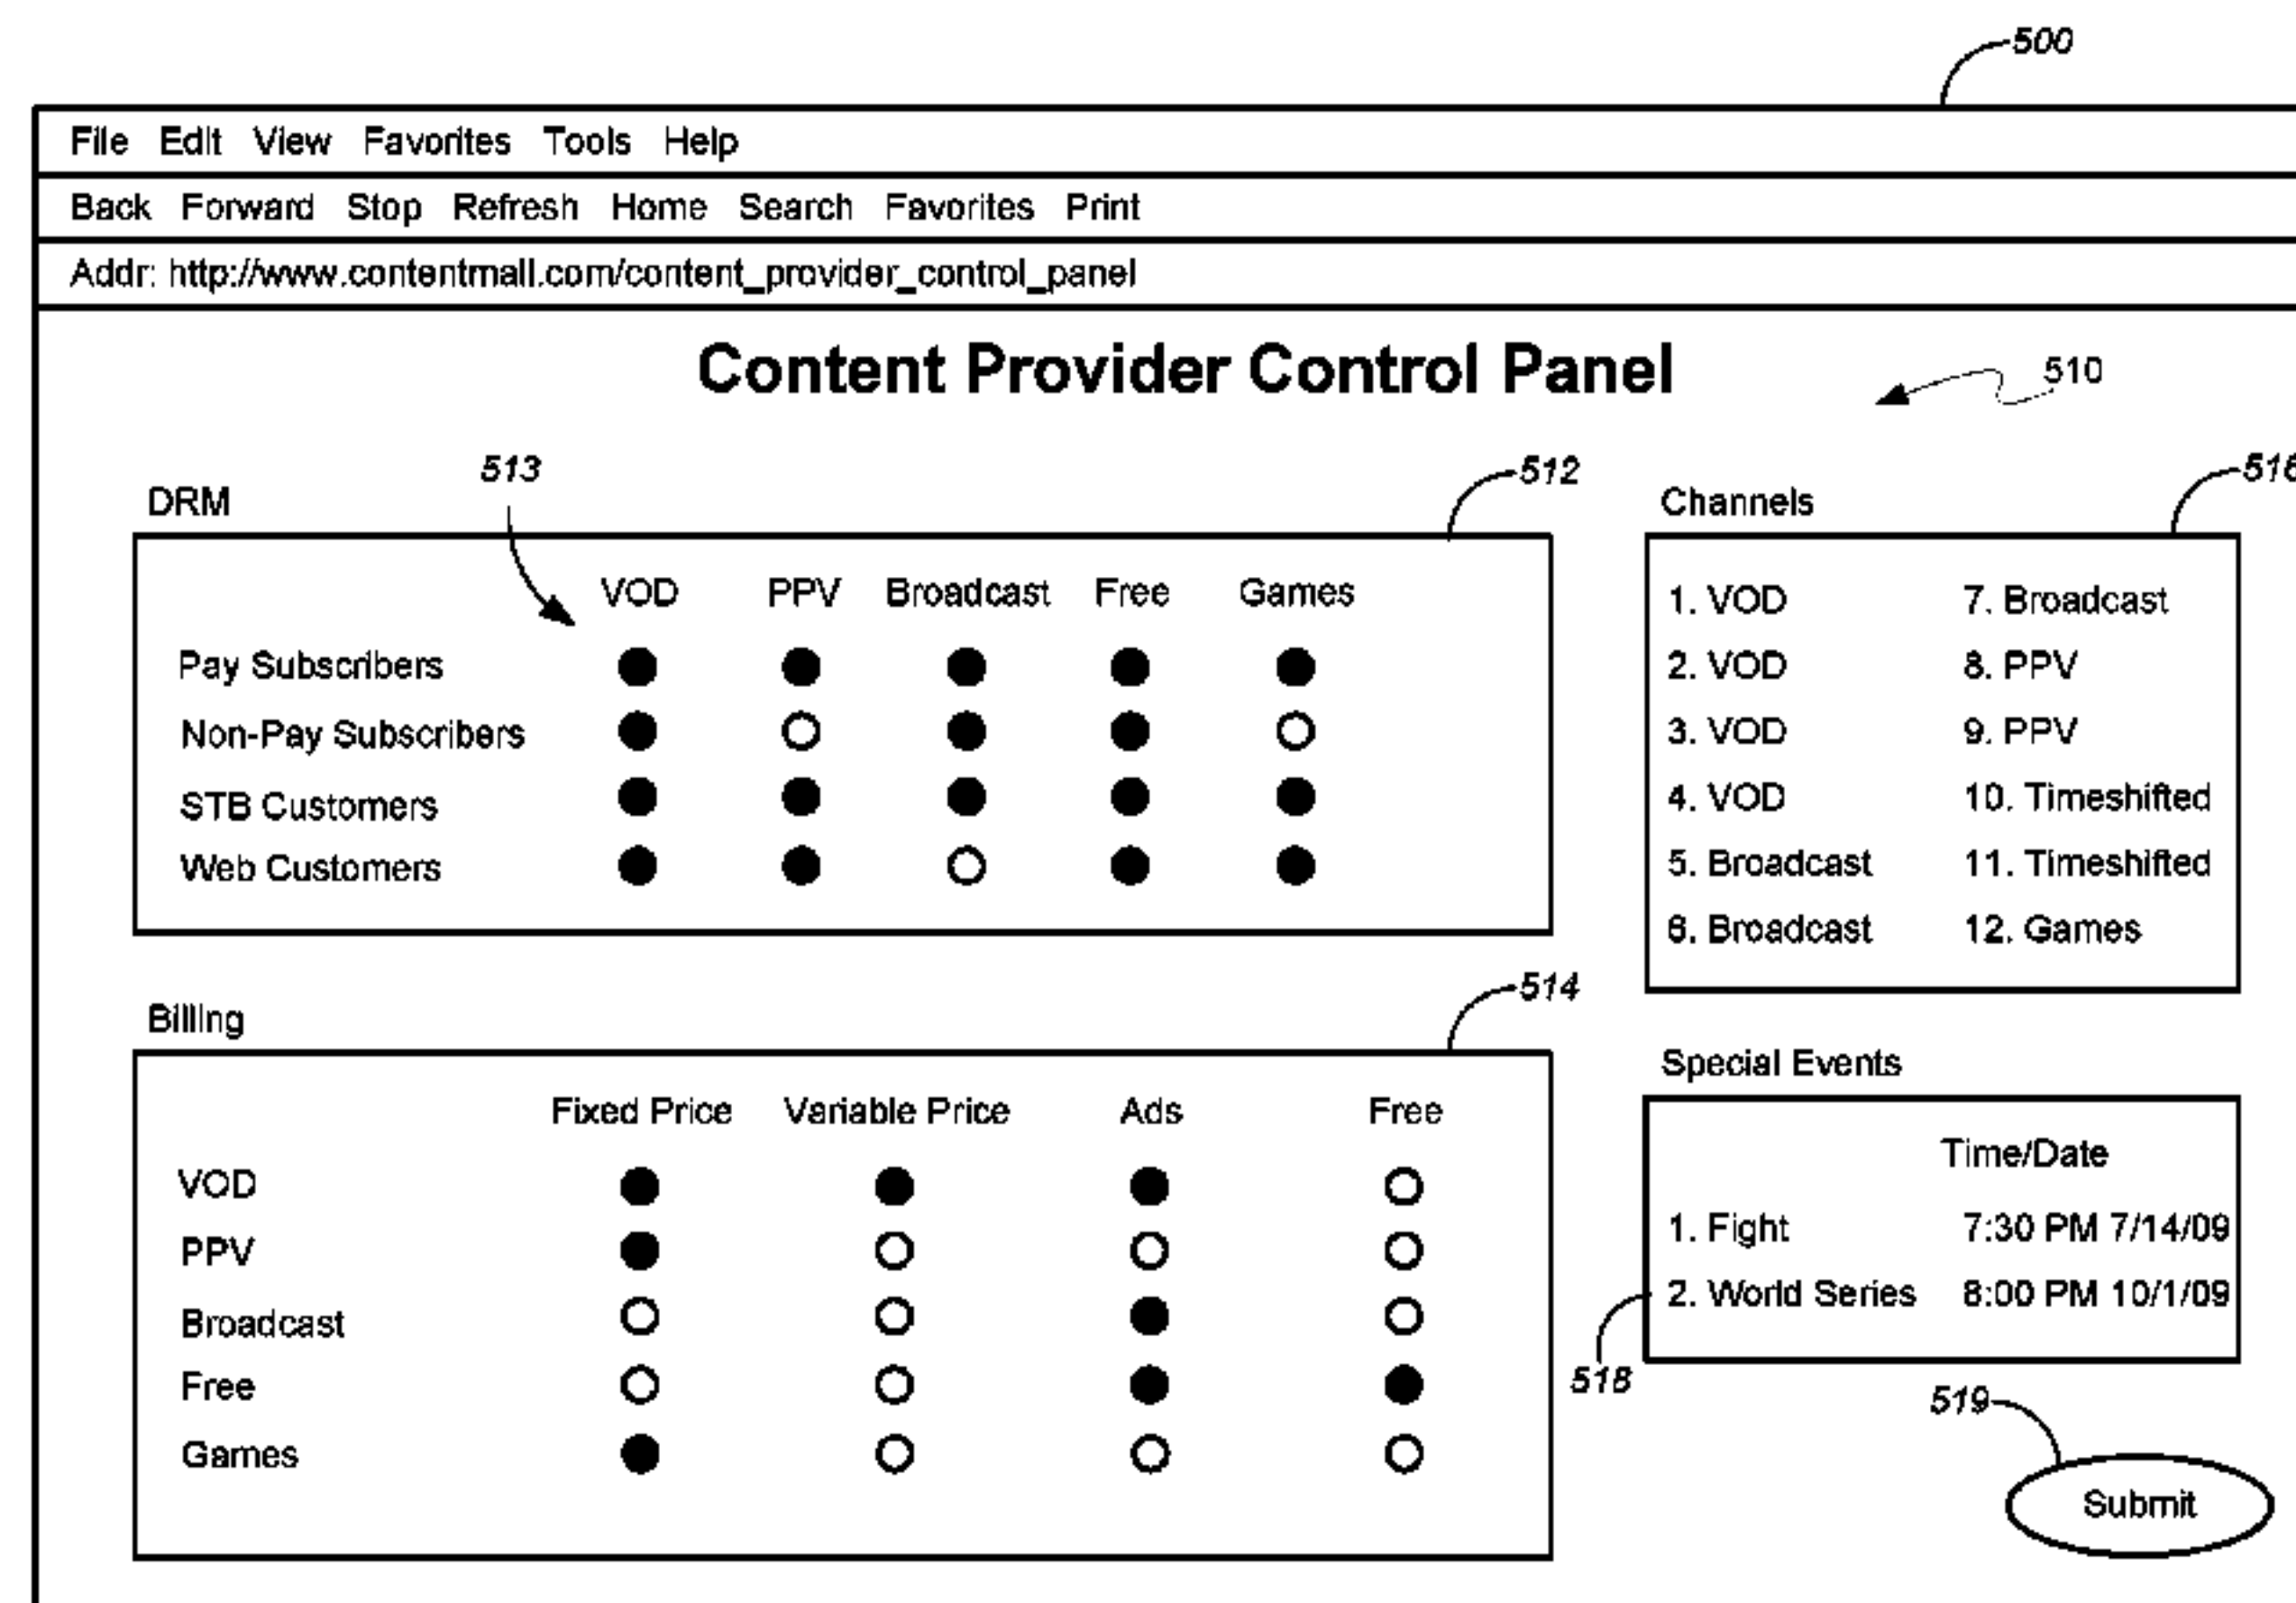 500
File Edit View Favorites Tools Help
Back Forward Stop Refresh Home Search Favorites Print
Addr: http://www.contentmall.com/content_provider_control_panel
Content Provider Control Panel
510
DRM
513
512
VOD PPV Broadcast Free Games
Pay Subscribers
Non-Pay Subscribers
STB Customers
Web Customers
Channels
516
1. VOD 7. Broadcast
2. VOD 8. PPV
3. VOD 9. PPV
4. VOD 10. Timeshifted
5. Broadcast 11. Timeshifted
6. Broadcast 12. Games
Billing
514
Fixed Price Variable Price Ads Free
VOD
PPV
Broadcast
Free
Games
Special Events
Time/Date
1. Fight 7:30 PM 7/14/09
2. World Series 8:00 PM 10/1/09
518
519
Submit